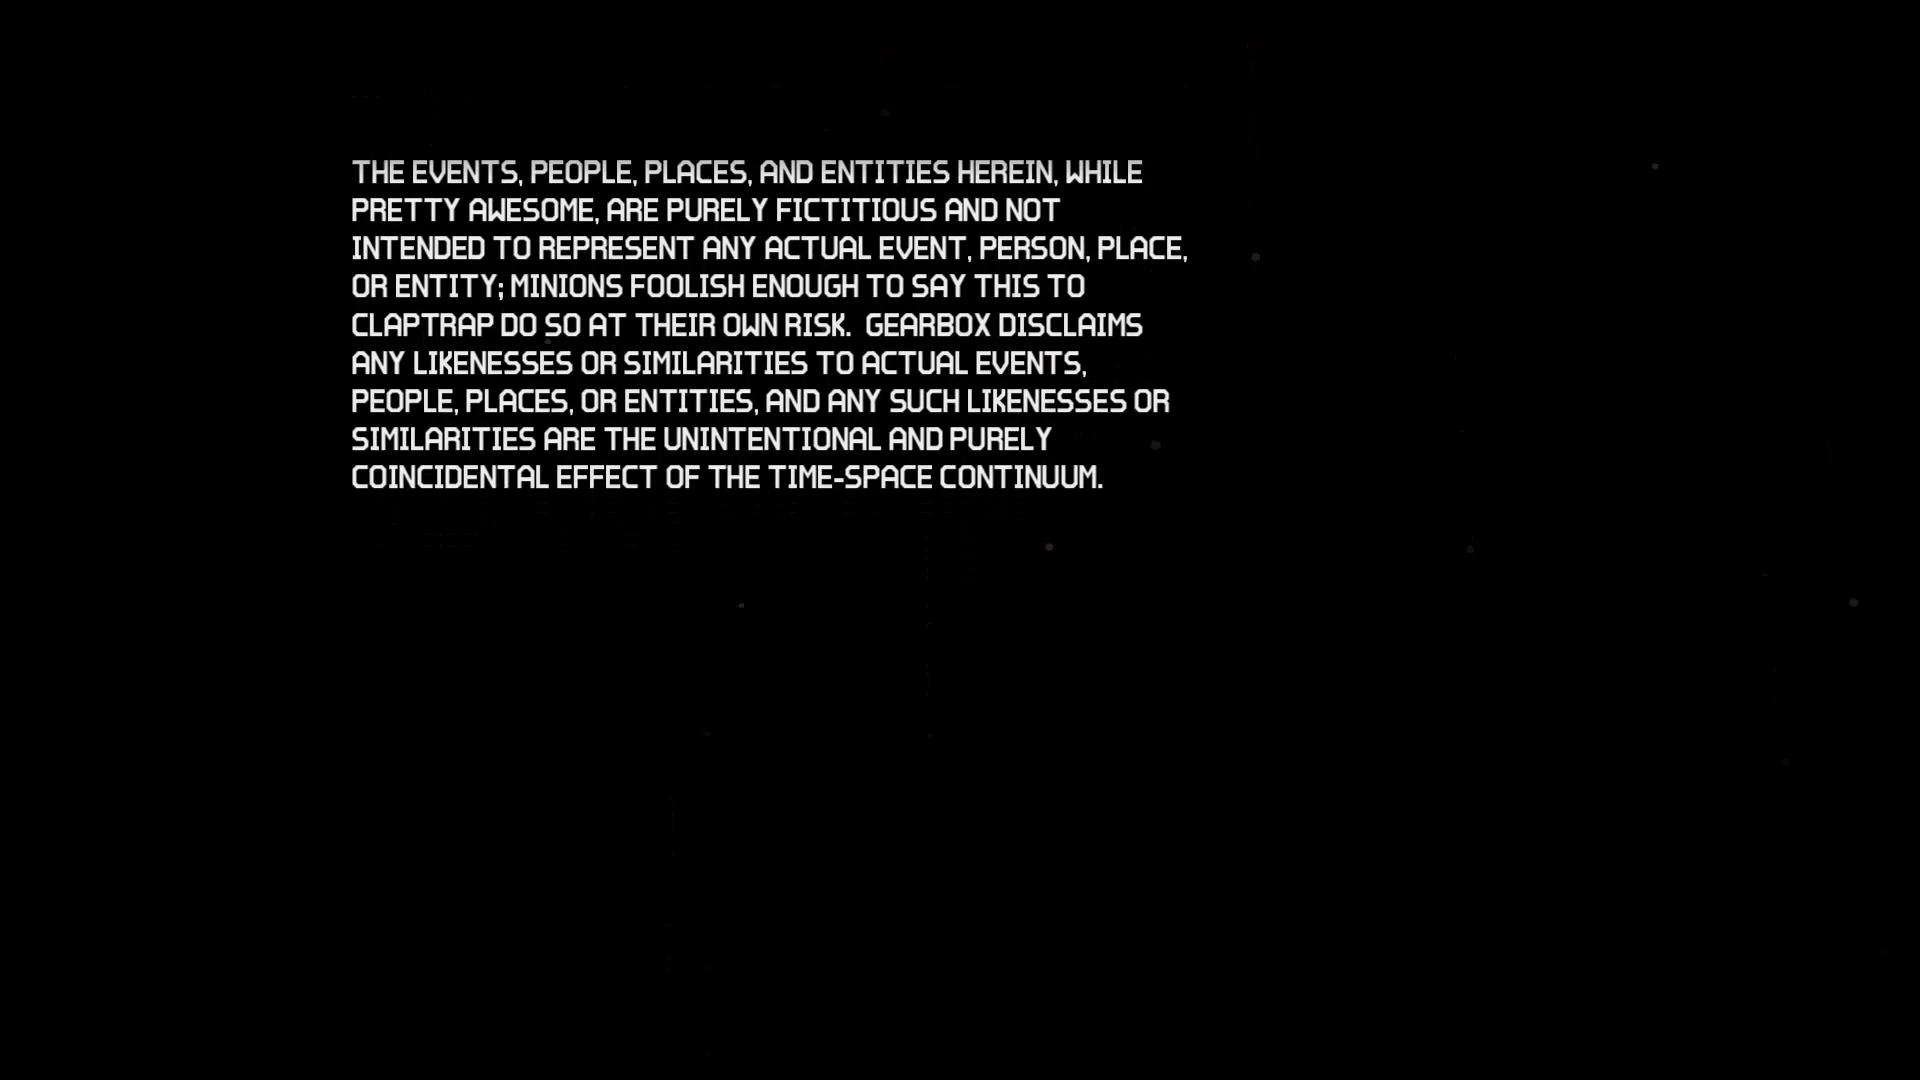 THE EVENTS, PEOPLE, PLACES, AND ENTITIES HEREIN, WHILE
PRETTY AWESOME, ARE PURELY FICTITIOUS AND NOT
INTENDED TO REPRESENT ANY ACTUAL EVENT, PERSON, PLACE,
OR ENTITY; MINIONS FOOLISH ENOUGH TO SAY THIS TO
CLAPTRAP DO SO AT THEIR OWN RISK.  GEARBOX DISCLAIMS
ANY LIKENESSES OR SIMILARITIES TO ACTUAL EVENTS,
PEOPLE, PLACES, OR ENTITIES, AND ANY SUCH LIKENESSES OR
SIMILARITIES ARE THE UNINTENTIONAL AND PURELY
COINCIDENTAL EFFECT OF THE TIME-SPACE CONTINUUM.